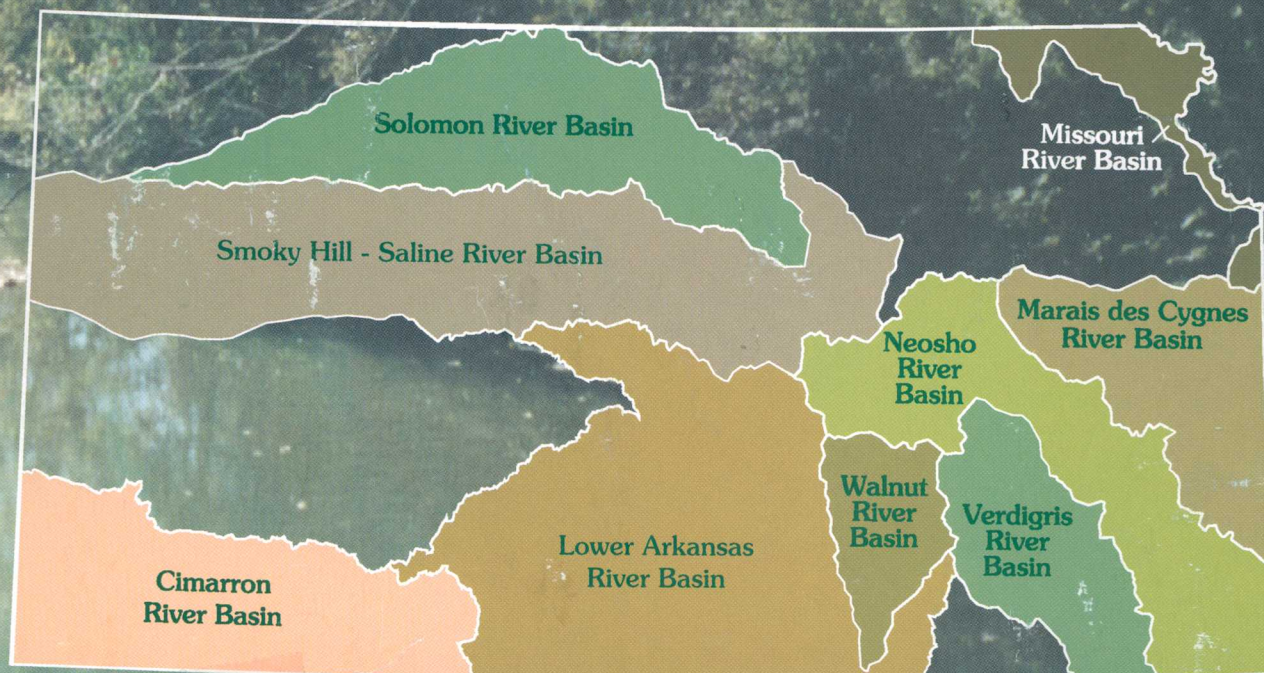 Solomon River Basin
Missouri
River Basin
Smoky Hill - Saline River Basin
Marais des Cygnes
River Basin
Neosho
River
Basin
Walnut
River
Basin
Verdigris
River
Basin
Lower Arkansas
River Basin
Cimarron
River Basin